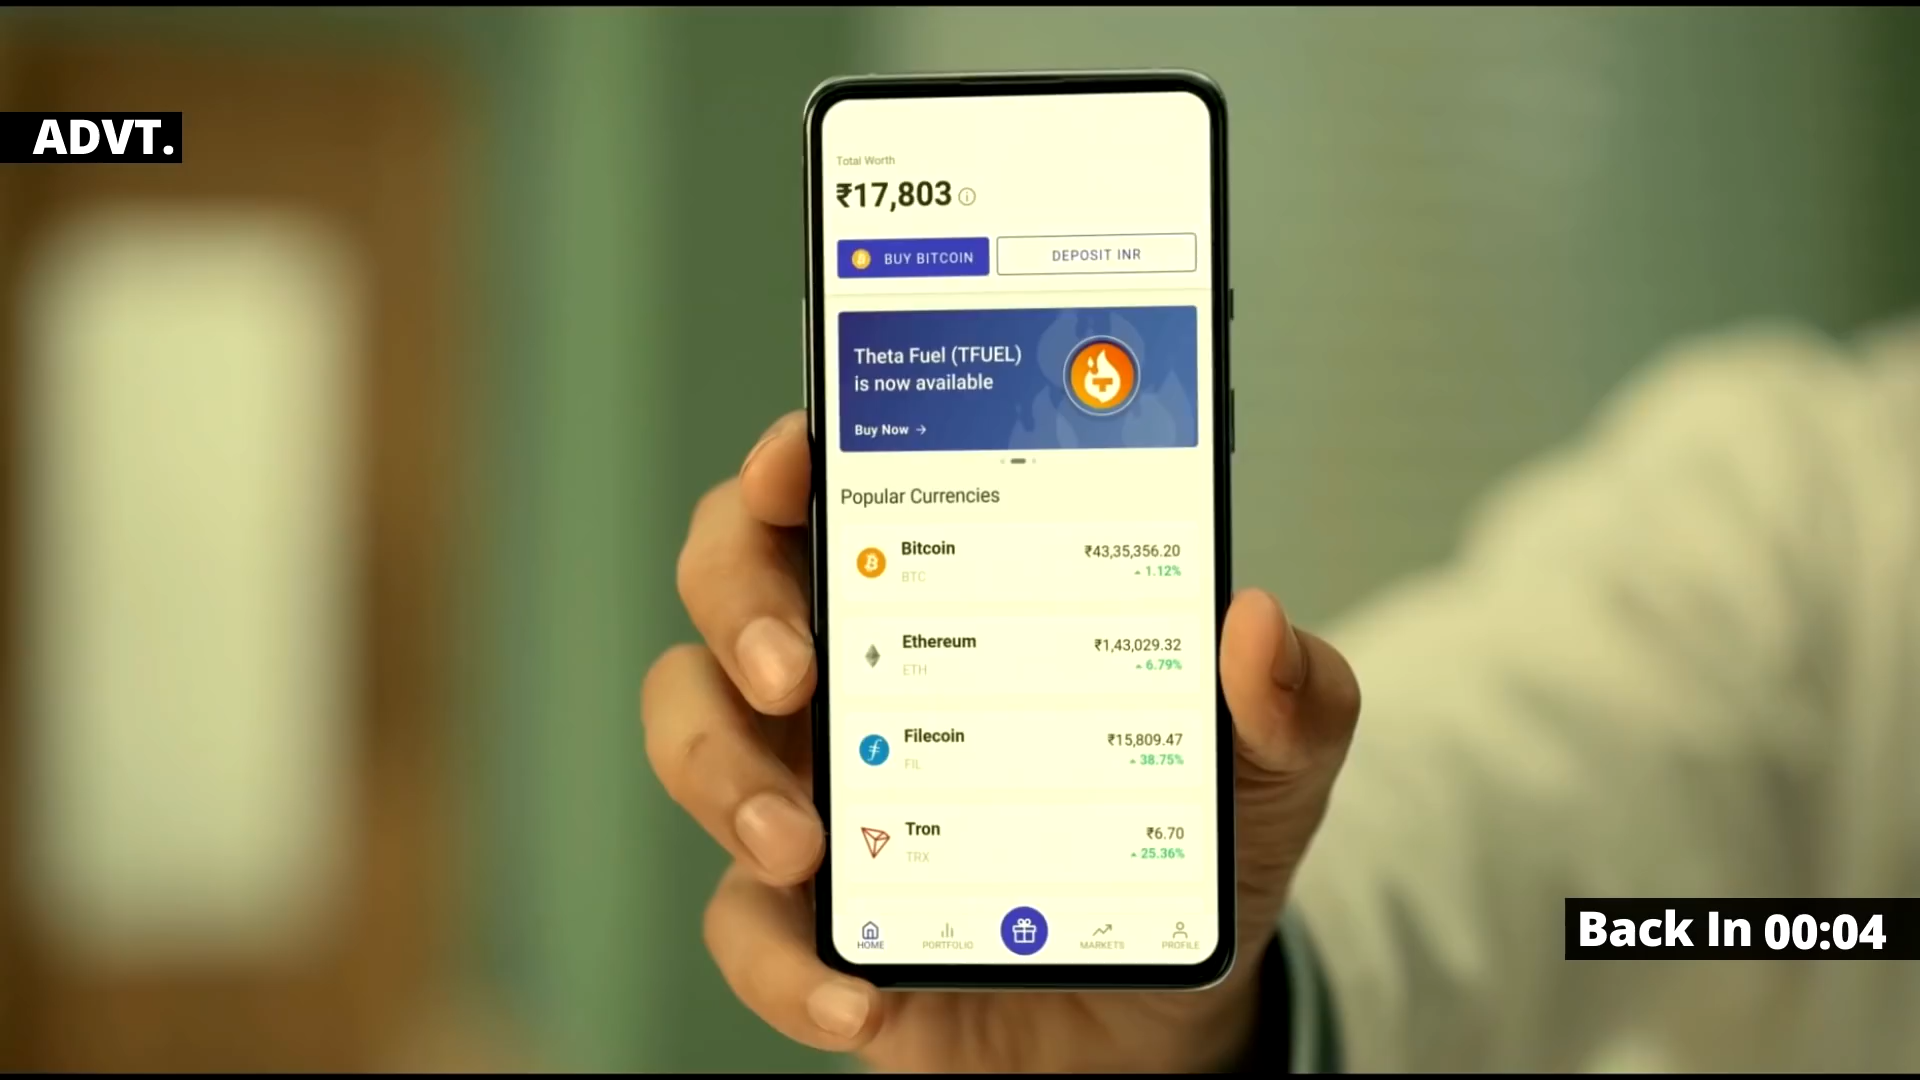 ADVT.
Total Worth
₹17,803
BUY BITCOIN
DEPOSIT INR
Theta Fuel (TFUEL)
is now available
Buy Now →
Popular Currencies
Bitcoin
₹43,35,356.20
BTC
1.12%
Ethereum
₹1,43,029.32
ETH
6.79%
Filecoin
₹15,809.47
FIL
38.75%
Tron
₹6.70
TRX
25.36%
HOME
PORTFOLIO
MARKETS
PROFILE
Back In 00:04